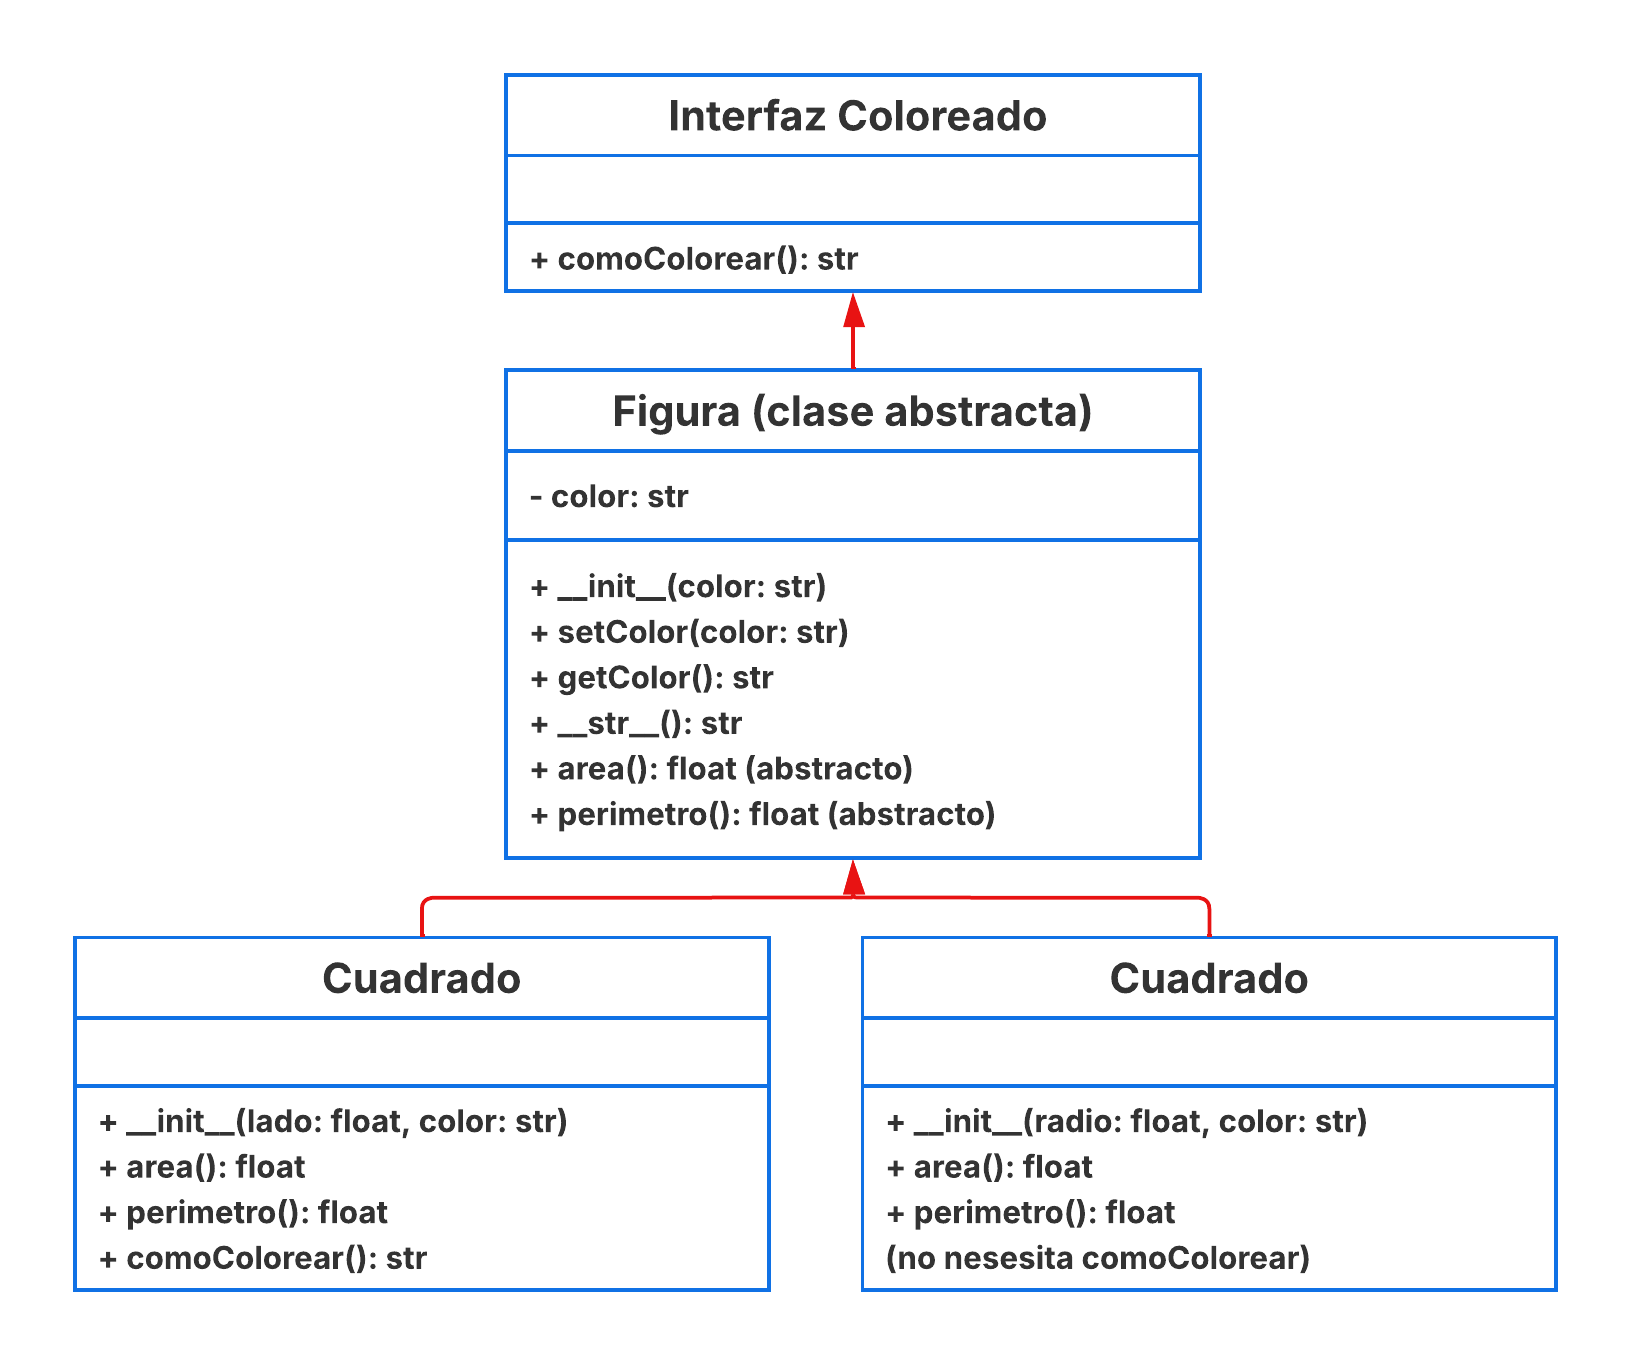 Interfaz Coloreado
+ comoColorear(): str
Figura (clase abstracta)
- color: str
+ __init__(color: str)
+ setColor(color: str)
+ getColor(): str
+ __str__(): str
+ area(): float (abstracto)
+ perimetro(): float (abstracto)
Cuadrado
+ __init__(lado: float, color: str)
+ area(): float
+ perimetro(): float
+ comoColorear(): str
Cuadrado
+ __init__(radio: float, color: str)
+ area(): float
+ perimetro(): float
(no nesesita comoColorear)